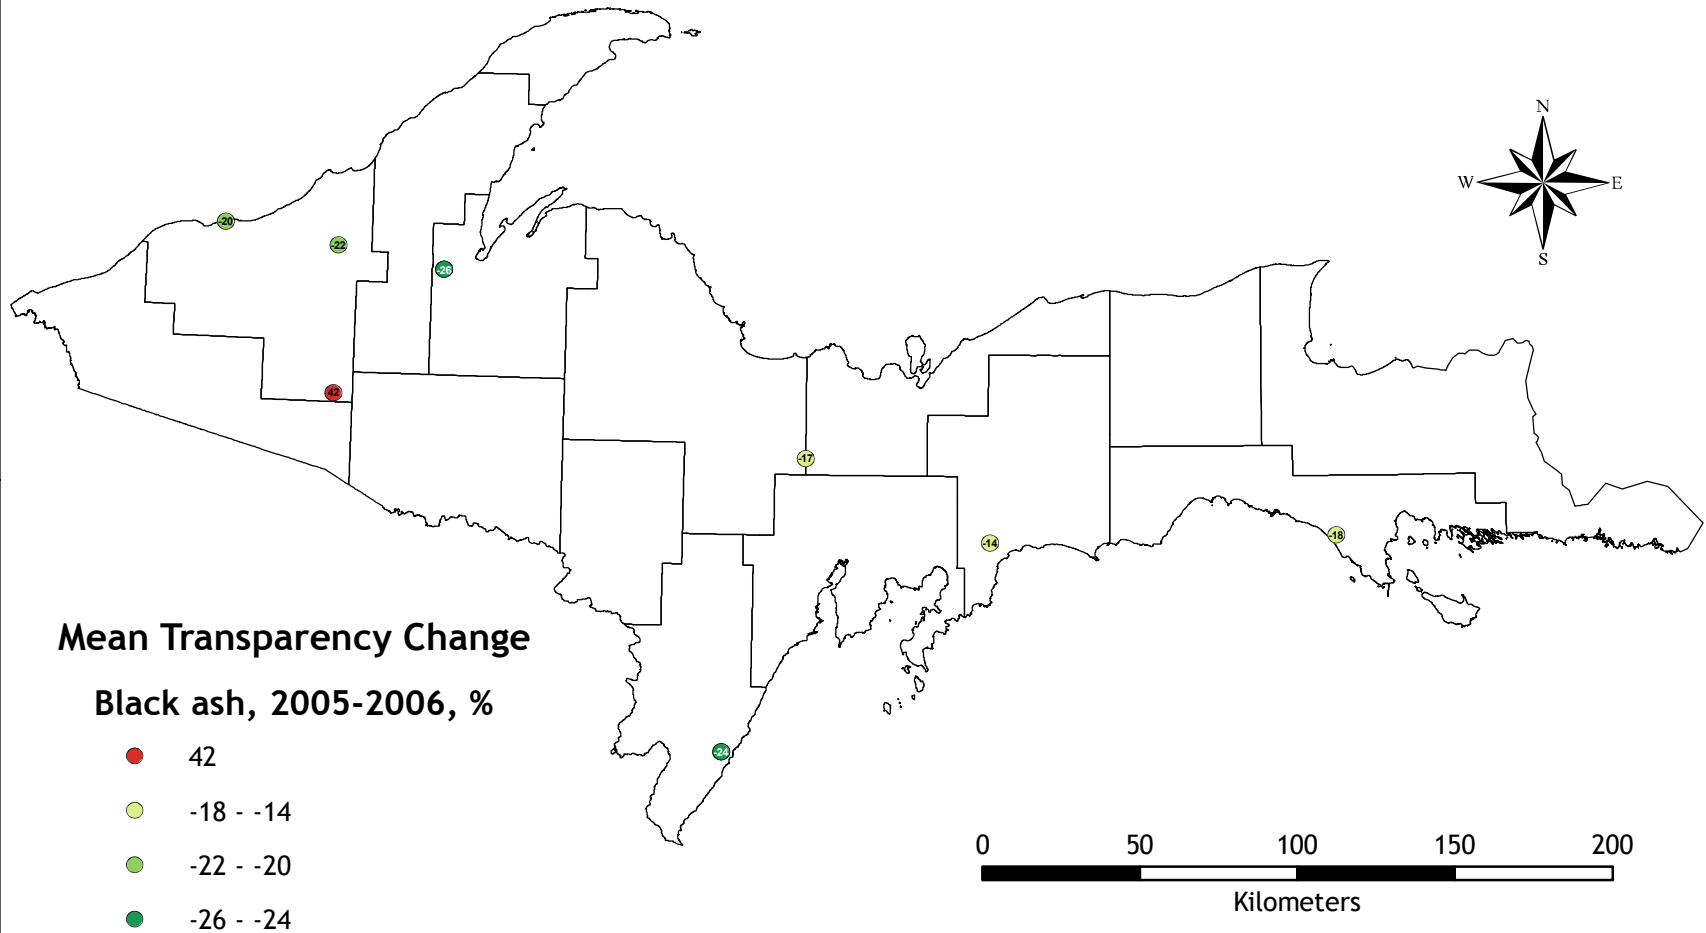 N
W
E
S
-20
-22
-26
42
-17
-14
-18
-24
Mean Transparency Change
Black ash, 2005-2006, %
42
-18 - -14
-22 - -20
-26 - -24
0 50 100 150 200
Kilometers